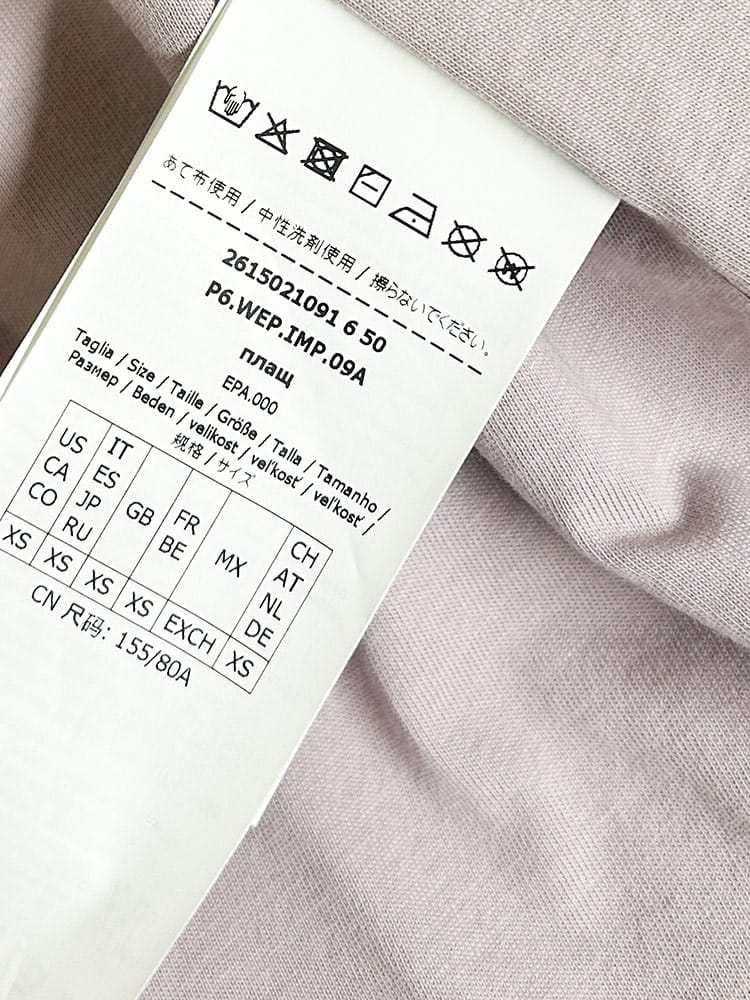 あて布使用 / 中性洗剤使用 / 擦らないでください。
2615021091 6 50
P6.WEP.IMP.09A
плащ
EPA.000
Taglia / Size / Taille / Größe / Talla / Tamanho /
Размер / Beden / velikost / veľkosť / veľkosť /
规格 / サイズ
US CA CO
IT ES JP RU
GB
FR BE
MX
CH AT NL DE
XS XS XS XS EXCH XS
CN 尺码: 155/80A